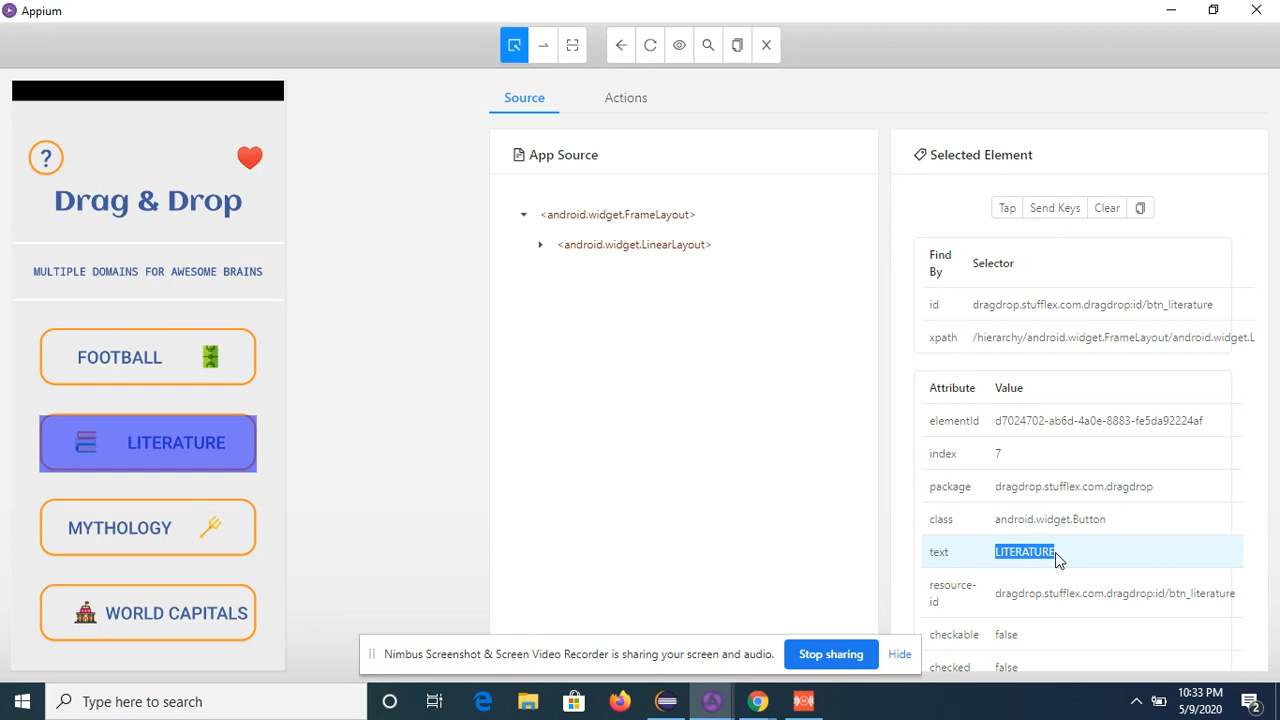 Appium
Source
Actions
?
Drag & Drop
MULTIPLE DOMAINS FOR AWESOME BRAINS
FOOTBALL
LITERATURE
MYTHOLOGY
WORLD CAPITALS
App Source
<android.widget.FrameLayout>
<android.widget.LinearLayout>
Selected Element
Tap
Send Keys
Clear
Find By
Selector
id
dragdrop.stufflex.com.dragdrop:id/btn_literature
xpath
/hierarchy/android.widget.FrameLayout/android.widget.L
Attribute
Value
elementId
d7024702-ab6d-4a0e-8883-fe5da92224af
index
7
package
dragdrop.stufflex.com.dragdrop
class
android.widget.Button
text
LITERATURE
resource-
id
dragdrop.stufflex.com.dragdrop:id/btn_literature
checkable
false
checked
false
Nimbus Screenshot & Screen Video Recorder is sharing your screen and audio.
Stop sharing
Hide
Type here to search
10:33 PM
5/9/2020
2